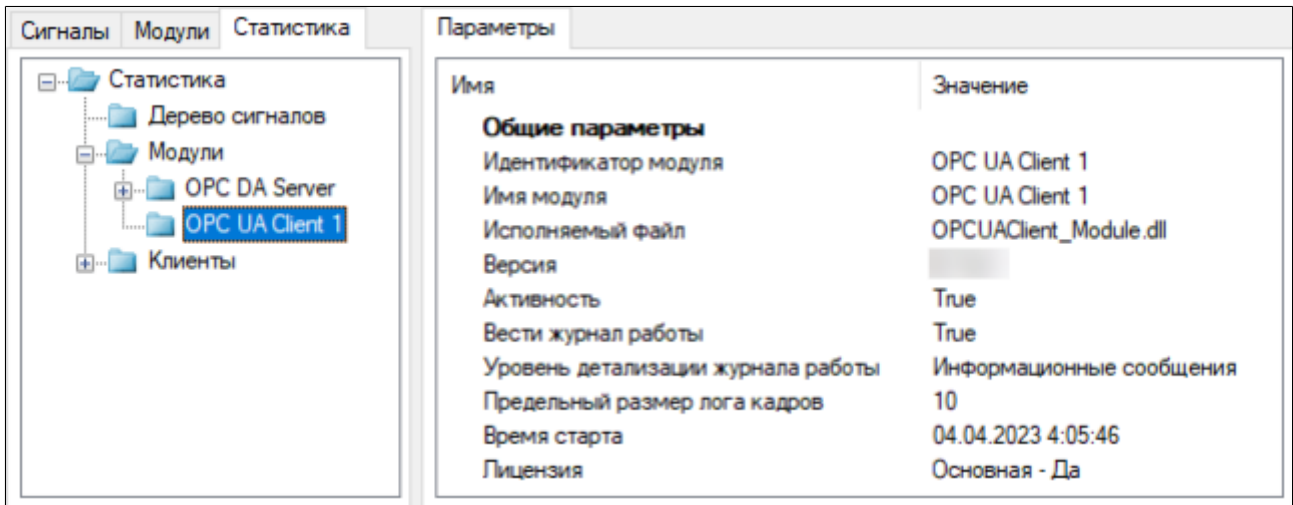 Сигналы Модули Статистика
Статистика
Дерево сигналов
Модули
OPC DA Server
OPC UA Client 1
Клиенты
Параметры
Имя Значение
Общие параметры
Идентификатор модуля OPC UA Client 1
Имя модуля OPC UA Client 1
Исполняемый файл OPCUAClient_Module.dll
Версия
Активность True
Вести журнал работы True
Уровень детализации журнала работы Информационные сообщения
Предельный размер лога кадров 10
Время старта 04.04.2023 4:05:46
Лицензия Основная - Да